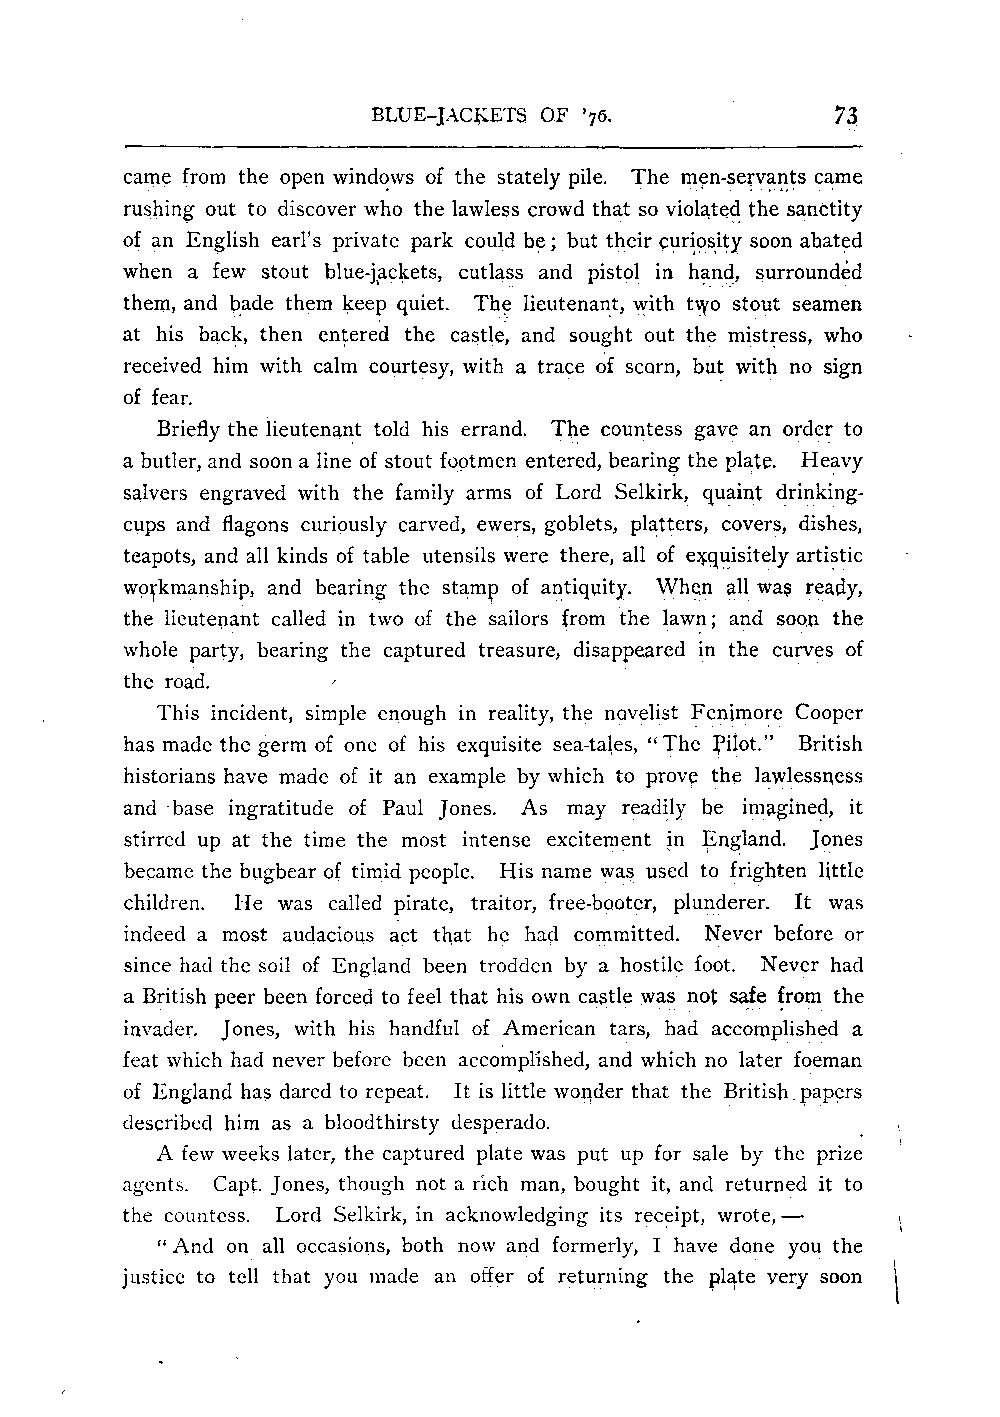 BLUE-JACKETS OF '76. 73
came from the open windows of the stately pile. The men-servants came
rushing out to discover who the lawless crowd that so violated the sanctity
of an English earl's private park could be; but their curiosity soon abated
when a few stout blue-jackets, cutlass and pistol in hand, surrounded
them, and bade them keep quiet. The lieutenant, with two stout seamen
at his back, then entered the castle, and sought out the mistress, who
received him with calm courtesy, with a trace of scorn, but with no sign
of fear.
Briefly the lieutenant told his errand. The countess gave an order to
a butler, and soon a line of stout footmen entered, bearing the plate. Heavy
salvers engraved with the family arms of Lord Selkirk, quaint drinking-
cups and flagons curiously carved, ewers, goblets, platters, covers, dishes,
teapots, and all kinds of table utensils were there, all of exquisitely artistic
workmanship, and bearing the stamp of antiquity. When all was ready,
the lieutenant called in two of the sailors from the lawn; and soon the
whole party, bearing the captured treasure, disappeared in the curves of
the road.
This incident, simple enough in reality, the novelist Fenimore Cooper
has made the germ of one of his exquisite sea-tales, "The Pilot." British
historians have made of it an example by which to prove the lawlessness
and base ingratitude of Paul Jones. As may readily be imagined, it
stirred up at the time the most intense excitement in England. Jones
became the bugbear of timid people. His name was used to frighten little
children. He was called pirate, traitor, free-booter, plunderer. It was
indeed a most audacious act that he had committed. Never before or
since had the soil of England been trodden by a hostile foot. Never had
a British peer been forced to feel that his own castle was not safe from the
invader. Jones, with his handful of American tars, had accomplished a
feat which had never before been accomplished, and which no later foeman
of England has dared to repeat. It is little wonder that the British papers
described him as a bloodthirsty desperado.
A few weeks later, the captured plate was put up for sale by the prize
agents. Capt. Jones, though not a rich man, bought it, and returned it to
the countess. Lord Selkirk, in acknowledging its receipt, wrote,—
"And on all occasions, both now and formerly, I have done you the
justice to tell that you made an offer of returning the plate very soon